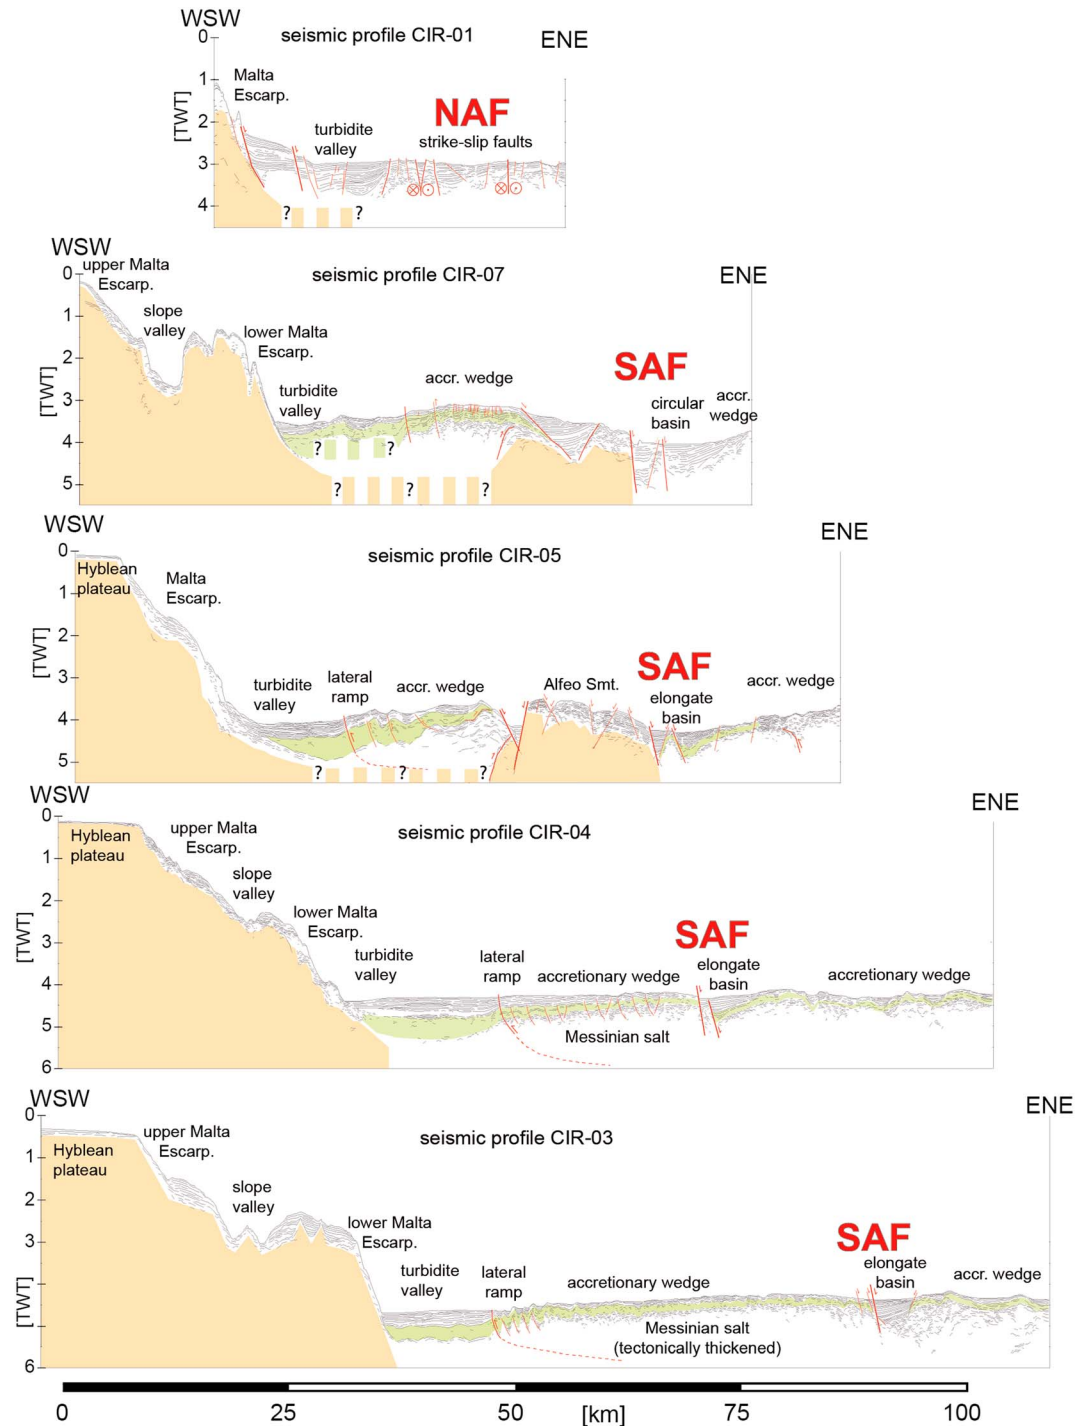 WSW
seismic profile CIR-01
ENE
0
1
2
3
4
[TWT]
Malta
Escarp.
turbidite
valley
NAF
strike-slip faults
?
?
WSW
seismic profile CIR-07
ENE
0
1
2
3
4
5
[TWT]
upper Malta
Escarp.
slope
valley
lower Malta
Escarp.
turbidite
valley
accr. wedge
SAF
circular
basin
accr.
wedge
?
?
?
?
?
WSW
seismic profile CIR-05
ENE
0
1
2
3
4
5
[TWT]
Hyblean
plateau
Malta
Escarp.
turbidite
valley
lateral
ramp
accr. wedge
Alfeo Smt.
SAF
elongate
basin
accr. wedge
?
?
?
WSW
seismic profile CIR-04
ENE
0
1
2
3
4
5
6
[TWT]
Hyblean
plateau
upper Malta
Escarp.
slope
valley
lower Malta
Escarp.
turbidite
valley
lateral
ramp
accretionary wedge
SAF
elongate
basin
accretionary wedge
Messinian salt
WSW
seismic profile CIR-03
ENE
0
1
2
3
6
[TWT]
Hyblean
plateau
upper Malta
Escarp.
slope
valley
lower Malta
Escarp.
turbidite
valley
lateral
ramp
accretionary wedge
SAF
elongate
basin
accr. wedge
Messinian salt
(tectonically thickened)
0
25
50
[km]
75
100